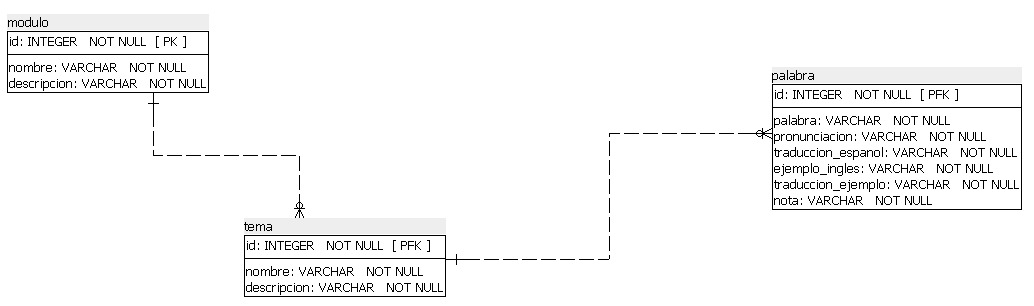 modulo
id: INTEGER NOT NULL [ PK ]
nombre: VARCHAR NOT NULL
descripcion: VARCHAR NOT NULL
palabra
id: INTEGER NOT NULL [ PFK ]
palabra: VARCHAR NOT NULL
pronunciacion: VARCHAR NOT NULL
traduccion_espanol: VARCHAR NOT NULL
ejemplo_ingles: VARCHAR NOT NULL
traduccion_ejemplo: VARCHAR NOT NULL
nota: VARCHAR NOT NULL
tema
id: INTEGER NOT NULL [ PFK ]
nombre: VARCHAR NOT NULL
descripcion: VARCHAR NOT NULL